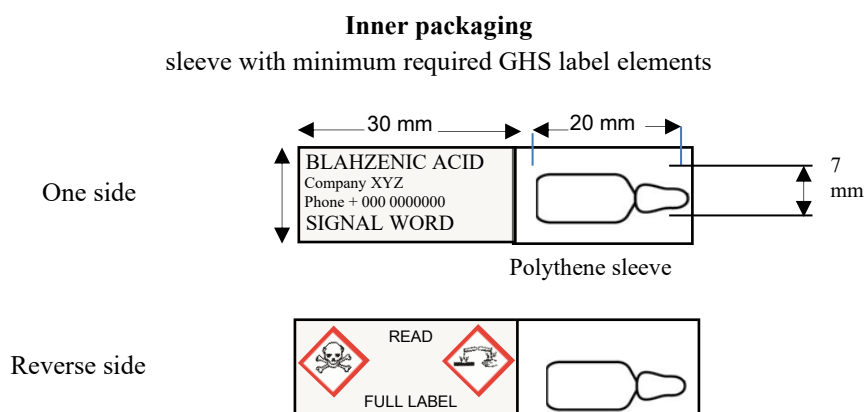 Inner packaging
sleeve with minimum required GHS label elements
30 mm
20 mm
One side
BLAHZENIC ACID
Company XYZ
Phone + 000 0000000
SIGNAL WORD
7
mm
Polythene sleeve
Reverse side
READ
FULL LABEL